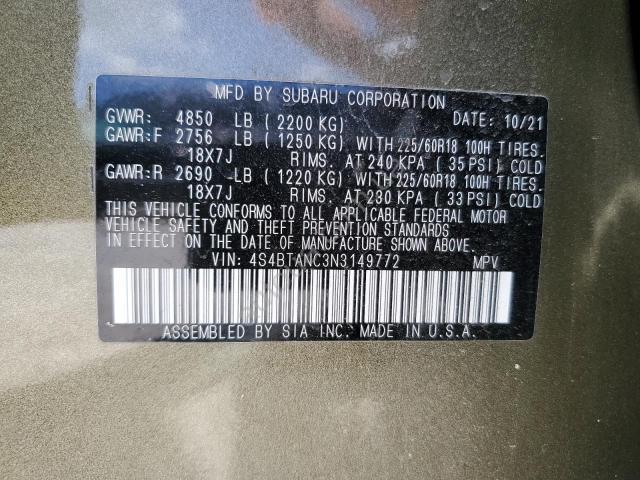 MFD BY SUBARU CORPORATION DATE: 10/21
GVWR: 4850 LB ( 2200 KG)
GAWR:F 2756 LB ( 1250 KG) WITH 225/60R18 100H TIRES.
18X7J RIMS. AT 240 KPA ( 35 PSI) COLD
GAWR:R 2690 LB ( 1220 KG) WITH 225/60R18 100H TIRES.
18X7J RIMS. AT 230 KPA ( 33 PSI) COLD
THIS VEHICLE CONFORMS TO ALL APPLICABLE FEDERAL MOTOR
VEHICLE SAFETY AND THEFT PREVENTION STANDARDS
IN EFFECT ON THE DATE OF MANUFACTURE SHOWN ABOVE.
VIN: 4S4BTANC3N3149772 MPV
ASSEMBLED BY SIA INC. MADE IN U.S.A.